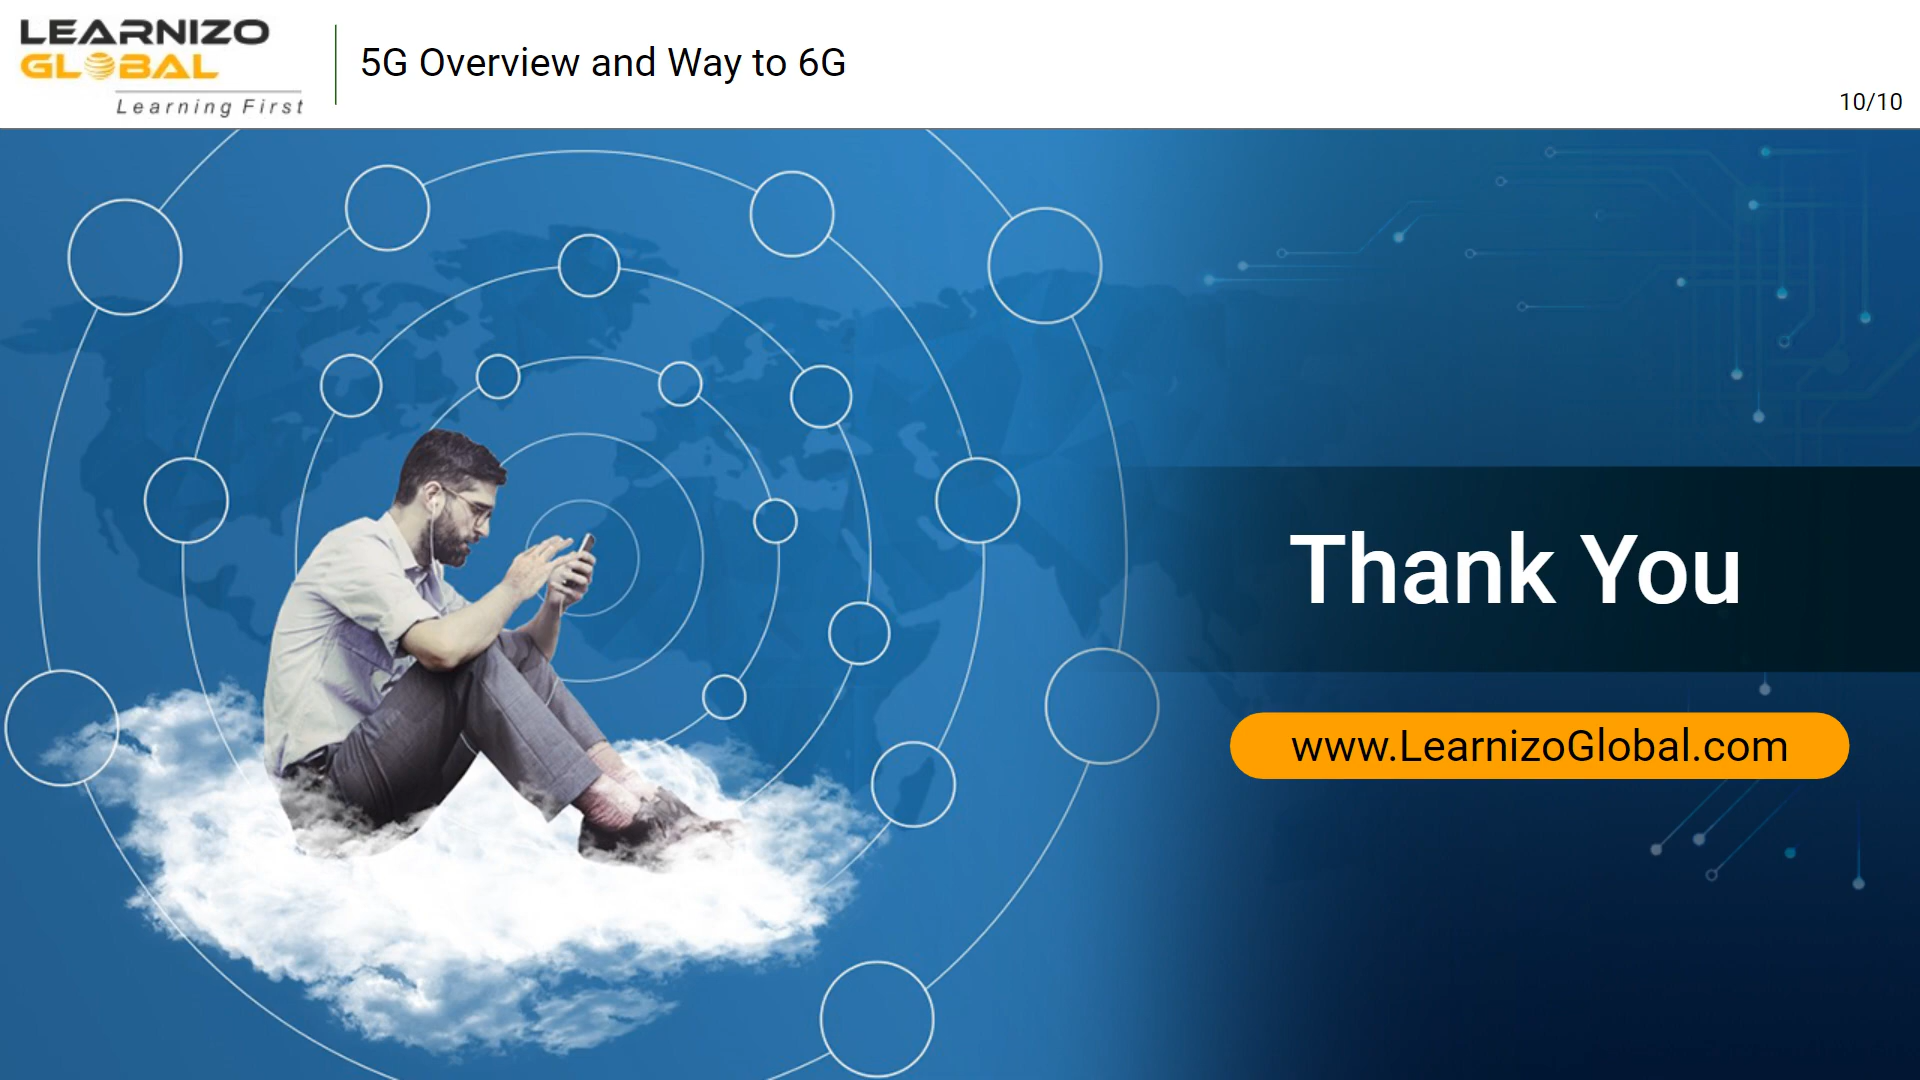 LEARNIZO
GLOBAL
Learning First
5G Overview and Way to 6G
10/10
Thank You
www.LearnizoGlobal.com